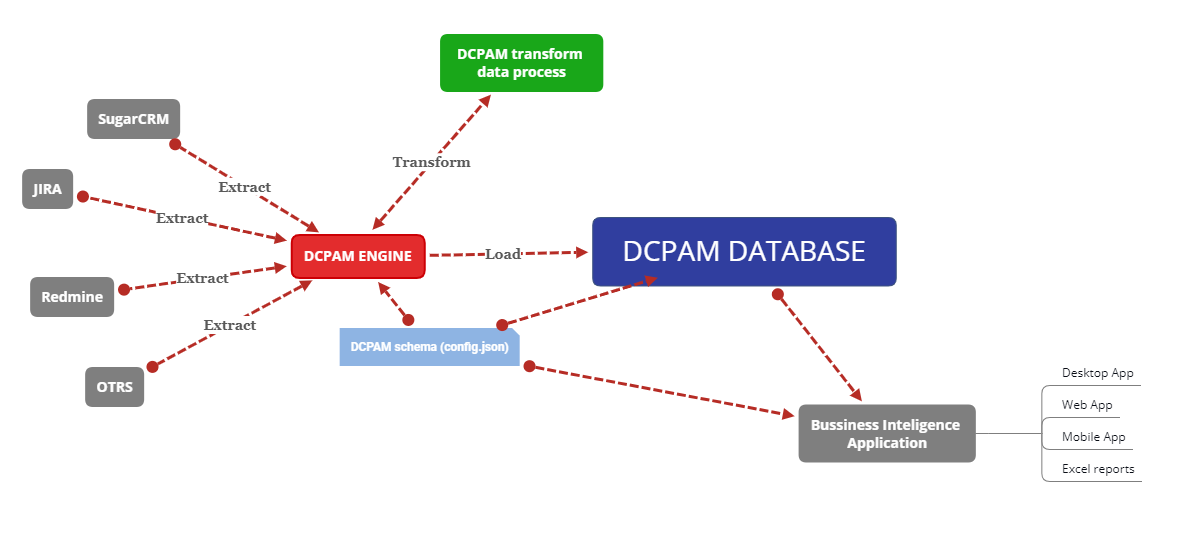 DCPAM transform
data process
SugarCRM
Transform
JIRA
Extract
Extract
DCPAM ENGINE
Load
DCPAM DATABASE
Redmine
Extract
Extract
DCPAM schema (config.json)
OTRS
Bussiness Inteligence
Application
Desktop App
Web App
Mobile App
Excel reports